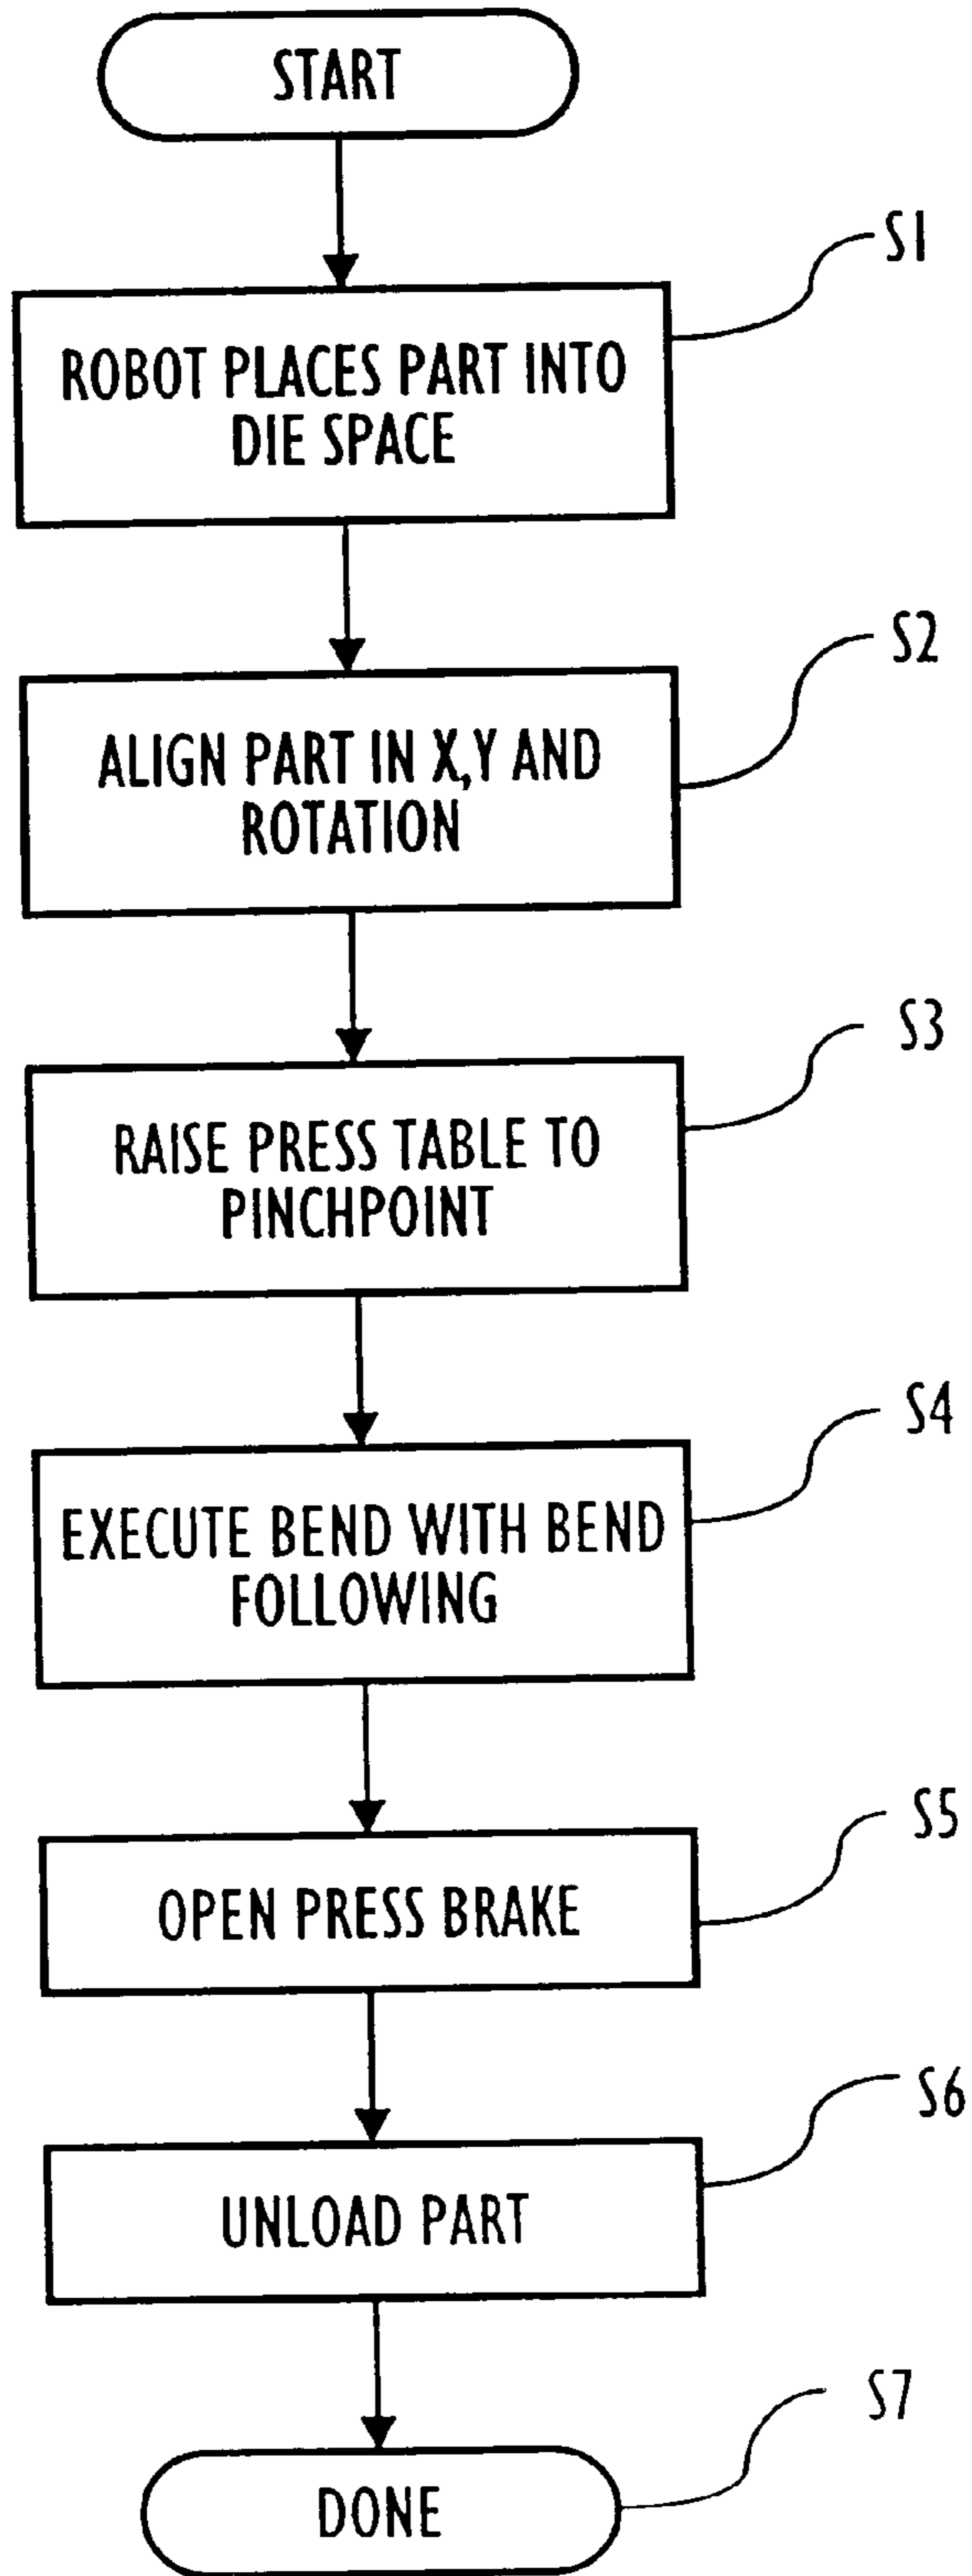 START
S1
ROBOT PLACES PART INTO
DIE SPACE
S2
ALIGN PART IN X,Y AND
ROTATION
S3
RAISE PRESS TABLE TO
PINCHPOINT
S4
EXECUTE BEND WITH BEND
FOLLOWING
S5
OPEN PRESS BRAKE
S6
UNLOAD PART
S7
DONE